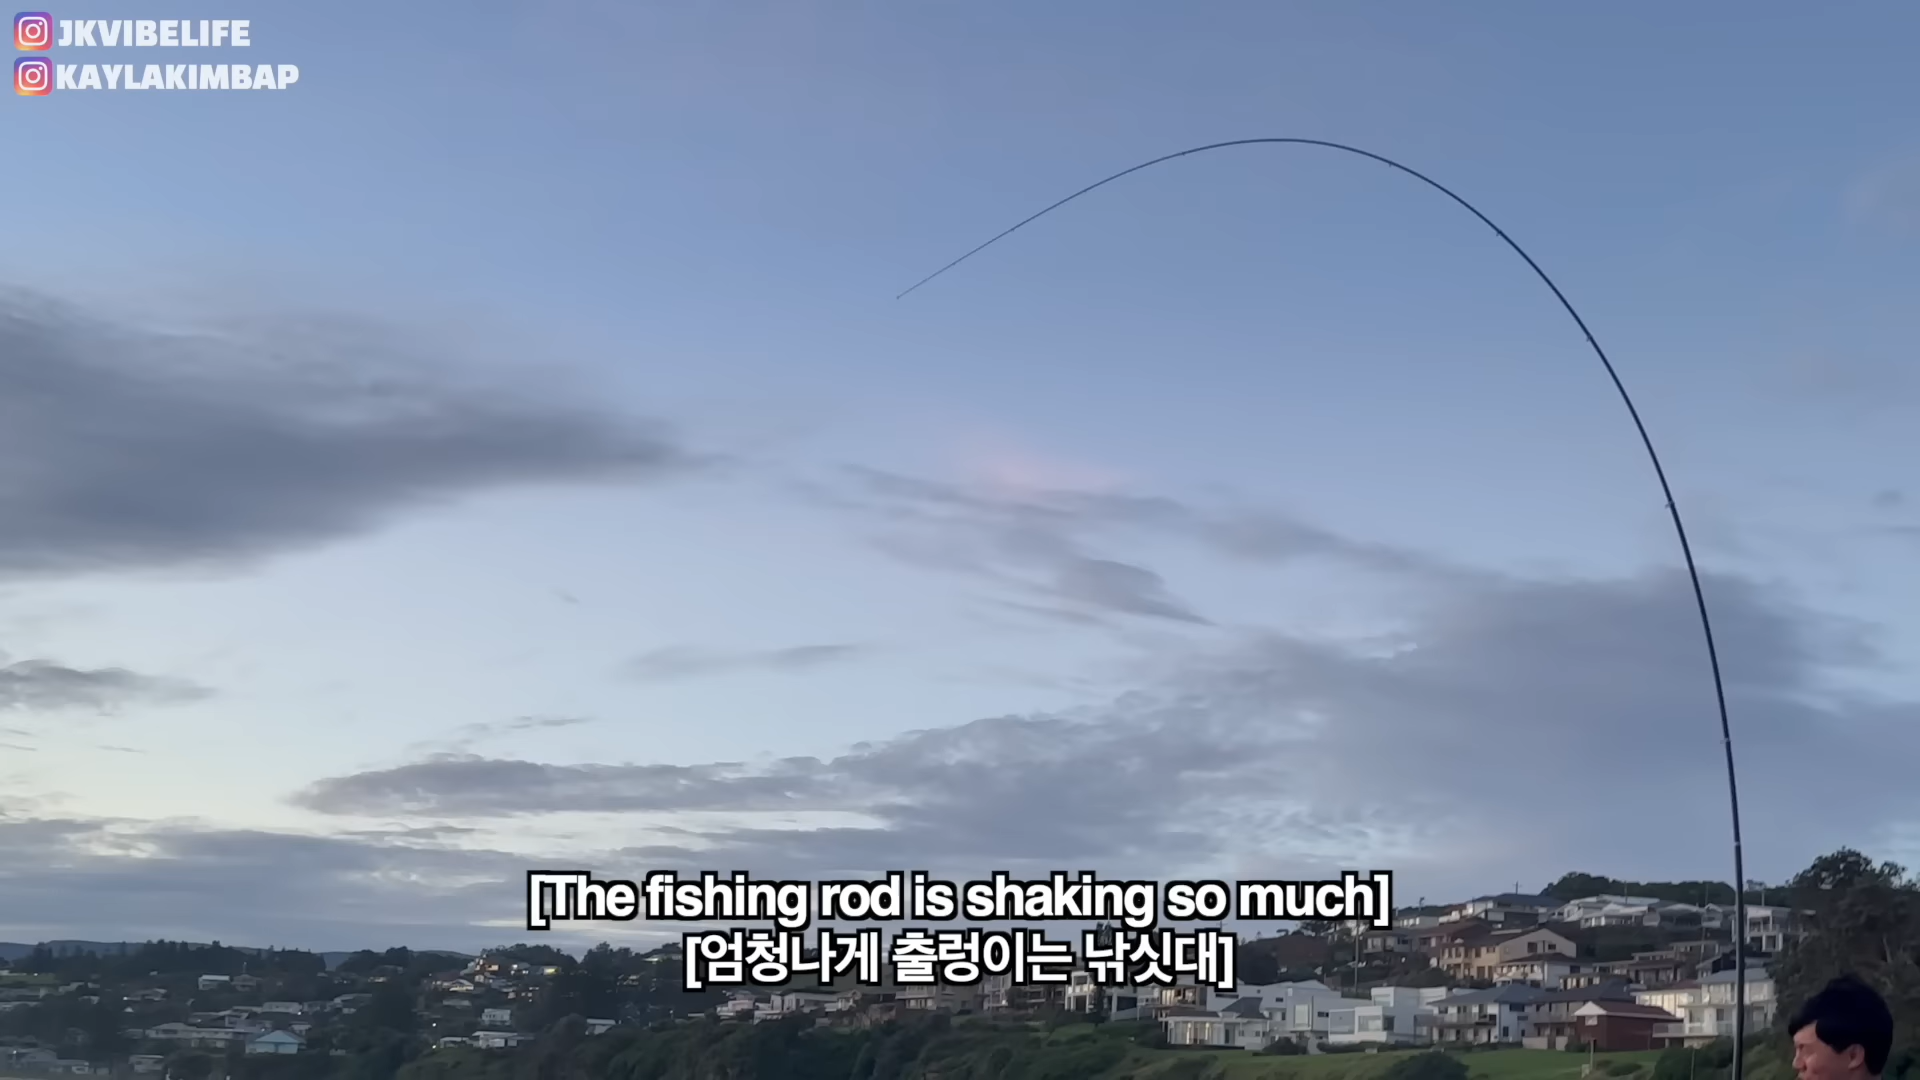 JKVIBELIFE
KAYLAKIMBAP
[The fishing rod is shaking so much]
[엄청나게 출렁이는 낚싯대]